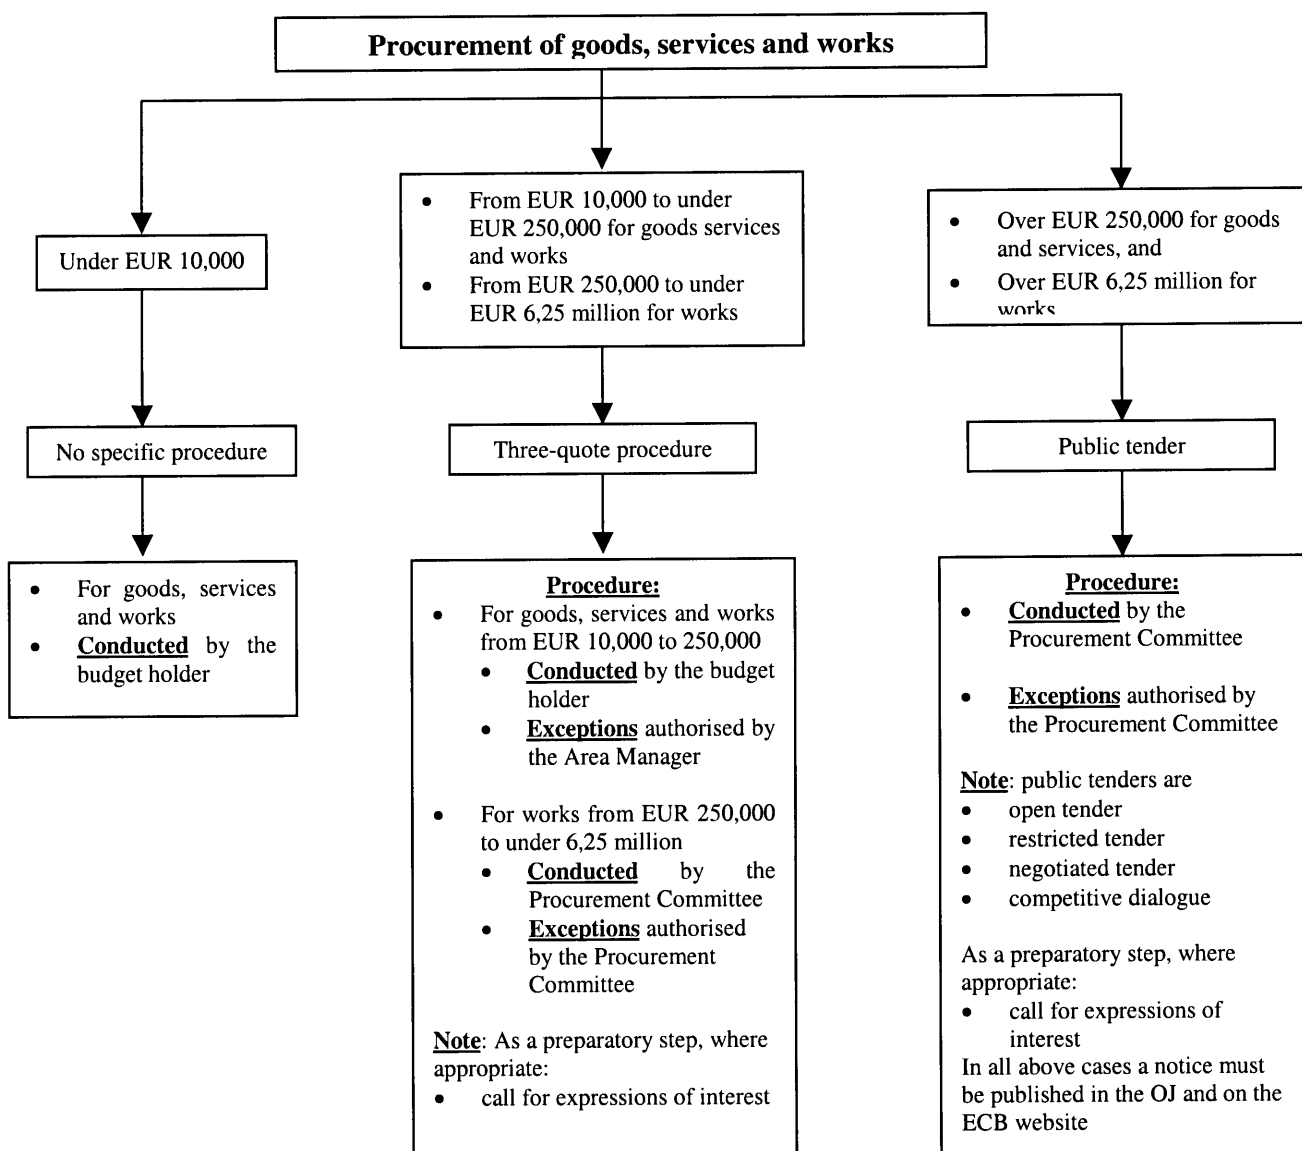 Procurement of goods, services and works
Under EUR 10,000
• From EUR 10,000 to under
EUR 250,000 for goods services
and works
• From EUR 250,000 to under
EUR 6,25 million for works
• Over EUR 250,000 for goods
and services, and
• Over EUR 6,25 million for
works
No specific procedure
Three-quote procedure
Public tender
• For goods, services
and works
• Conducted by the
budget holder
Procedure:
• For goods, services and works
from EUR 10,000 to 250,000
• Conducted by the budget
holder
• Exceptions authorised by
the Area Manager
• For works from EUR 250,000
to under 6,25 million
• Conducted by the
Procurement Committee
• Exceptions authorised
by the Procurement
Committee
Note: As a preparatory step, where
appropriate:
• call for expressions of interest
Procedure:
• Conducted by the
Procurement Committee
• Exceptions authorised by
the Procurement Committee
Note: public tenders are
• open tender
• restricted tender
• negotiated tender
• competitive dialogue
As a preparatory step, where
appropriate:
• call for expressions of
interest
In all above cases a notice must
be published in the OJ and on the
ECB website